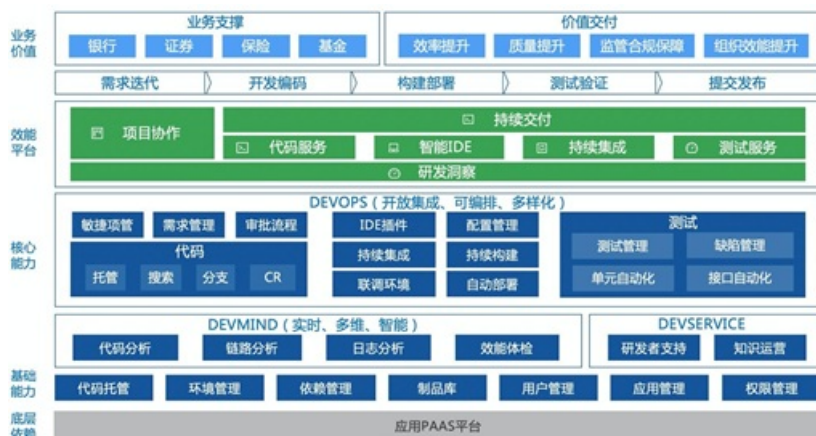 业务价值
业务支撑
银行 证券 保险 基金
价值交付
效率提升 质量提升 监管合规保障 组织效能提升
需求迭代 开发编码 构建部署 测试验证 提交发布
效能平台
项目协作
持续交付
代码服务 智能IDE 持续集成 测试服务
研发洞察
核心能力
DEVOPS（开放集成、可编排、多样化）
敏捷项管 需求管理 审批流程
代码
托管 搜索 分支 CR
IDE插件 配置管理
持续集成 持续构建
联调环境 自动部署
测试
测试管理 缺陷管理
单元自动化 接口自动化
DEVMIND（实时、多维、智能）
代码分析 链路分析 日志分析 效能体检
DEVSERVICE
研发者支持 知识运营
基础能力
代码托管 环境管理 依赖管理 制品库 用户管理 应用管理 权限管理
底层依赖
应用PAAS平台